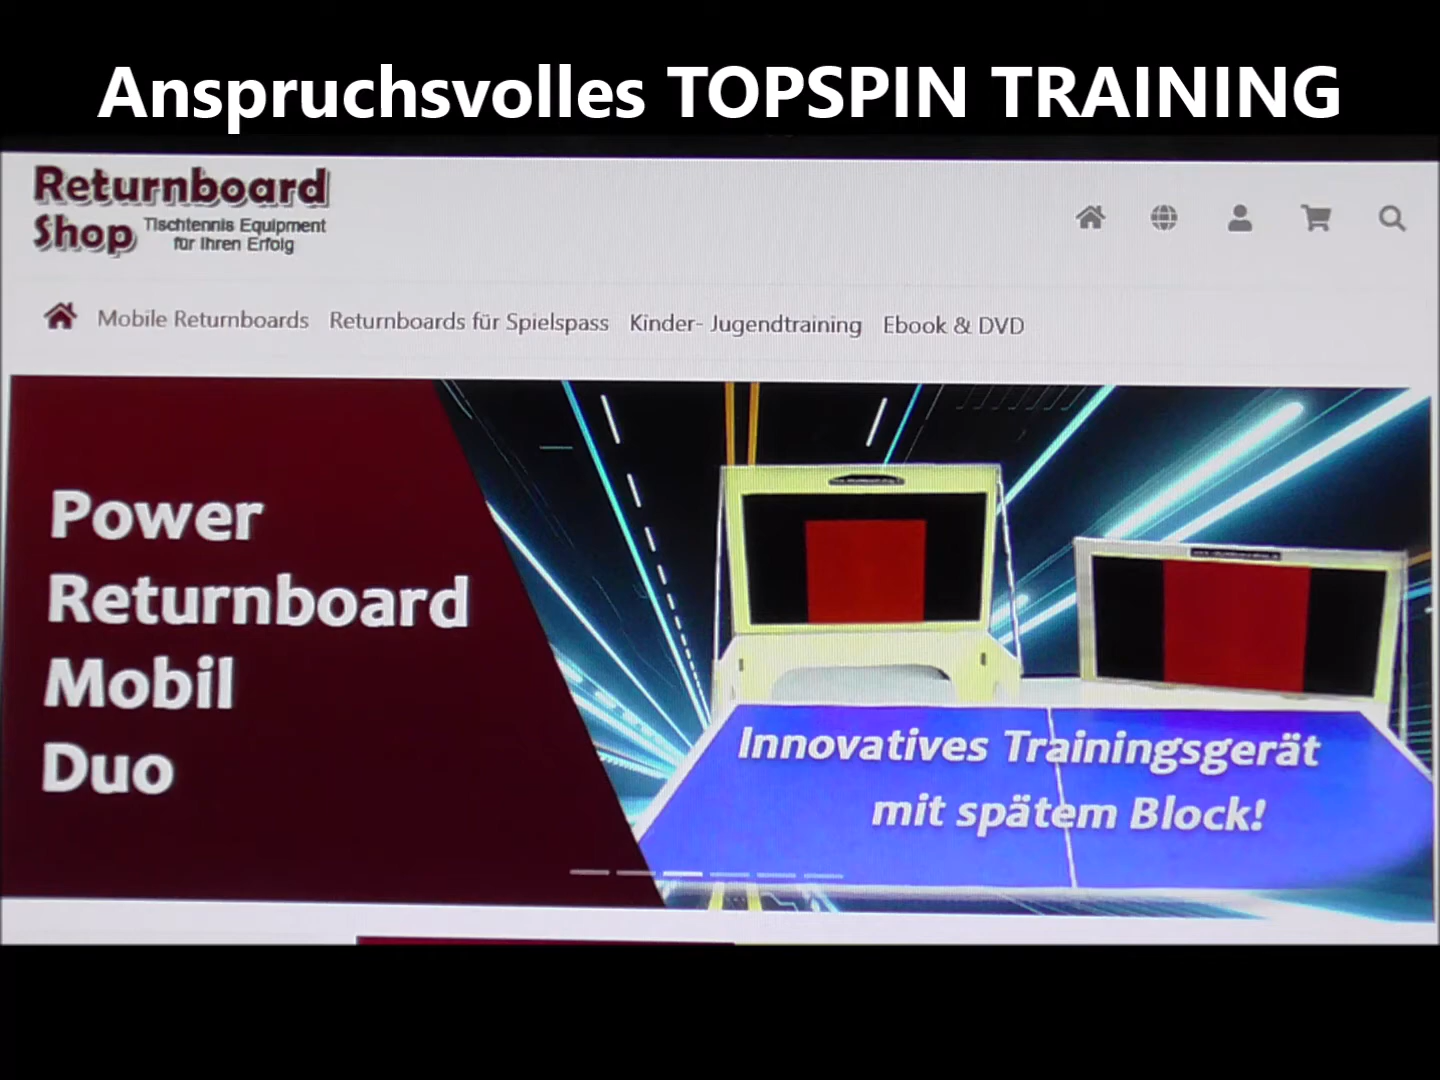 Anspruchsvolles TOPSPIN TRAINING
Returnboard
Shop Tischtennis Equipment
für Ihren Erfolg
Mobile Returnboards Returnboards für Spielspass Kinder- Jugendtraining Ebook & DVD
Power
Returnboard
Mobil
Duo
Innovatives Trainingsgerät
mit spätem Block!